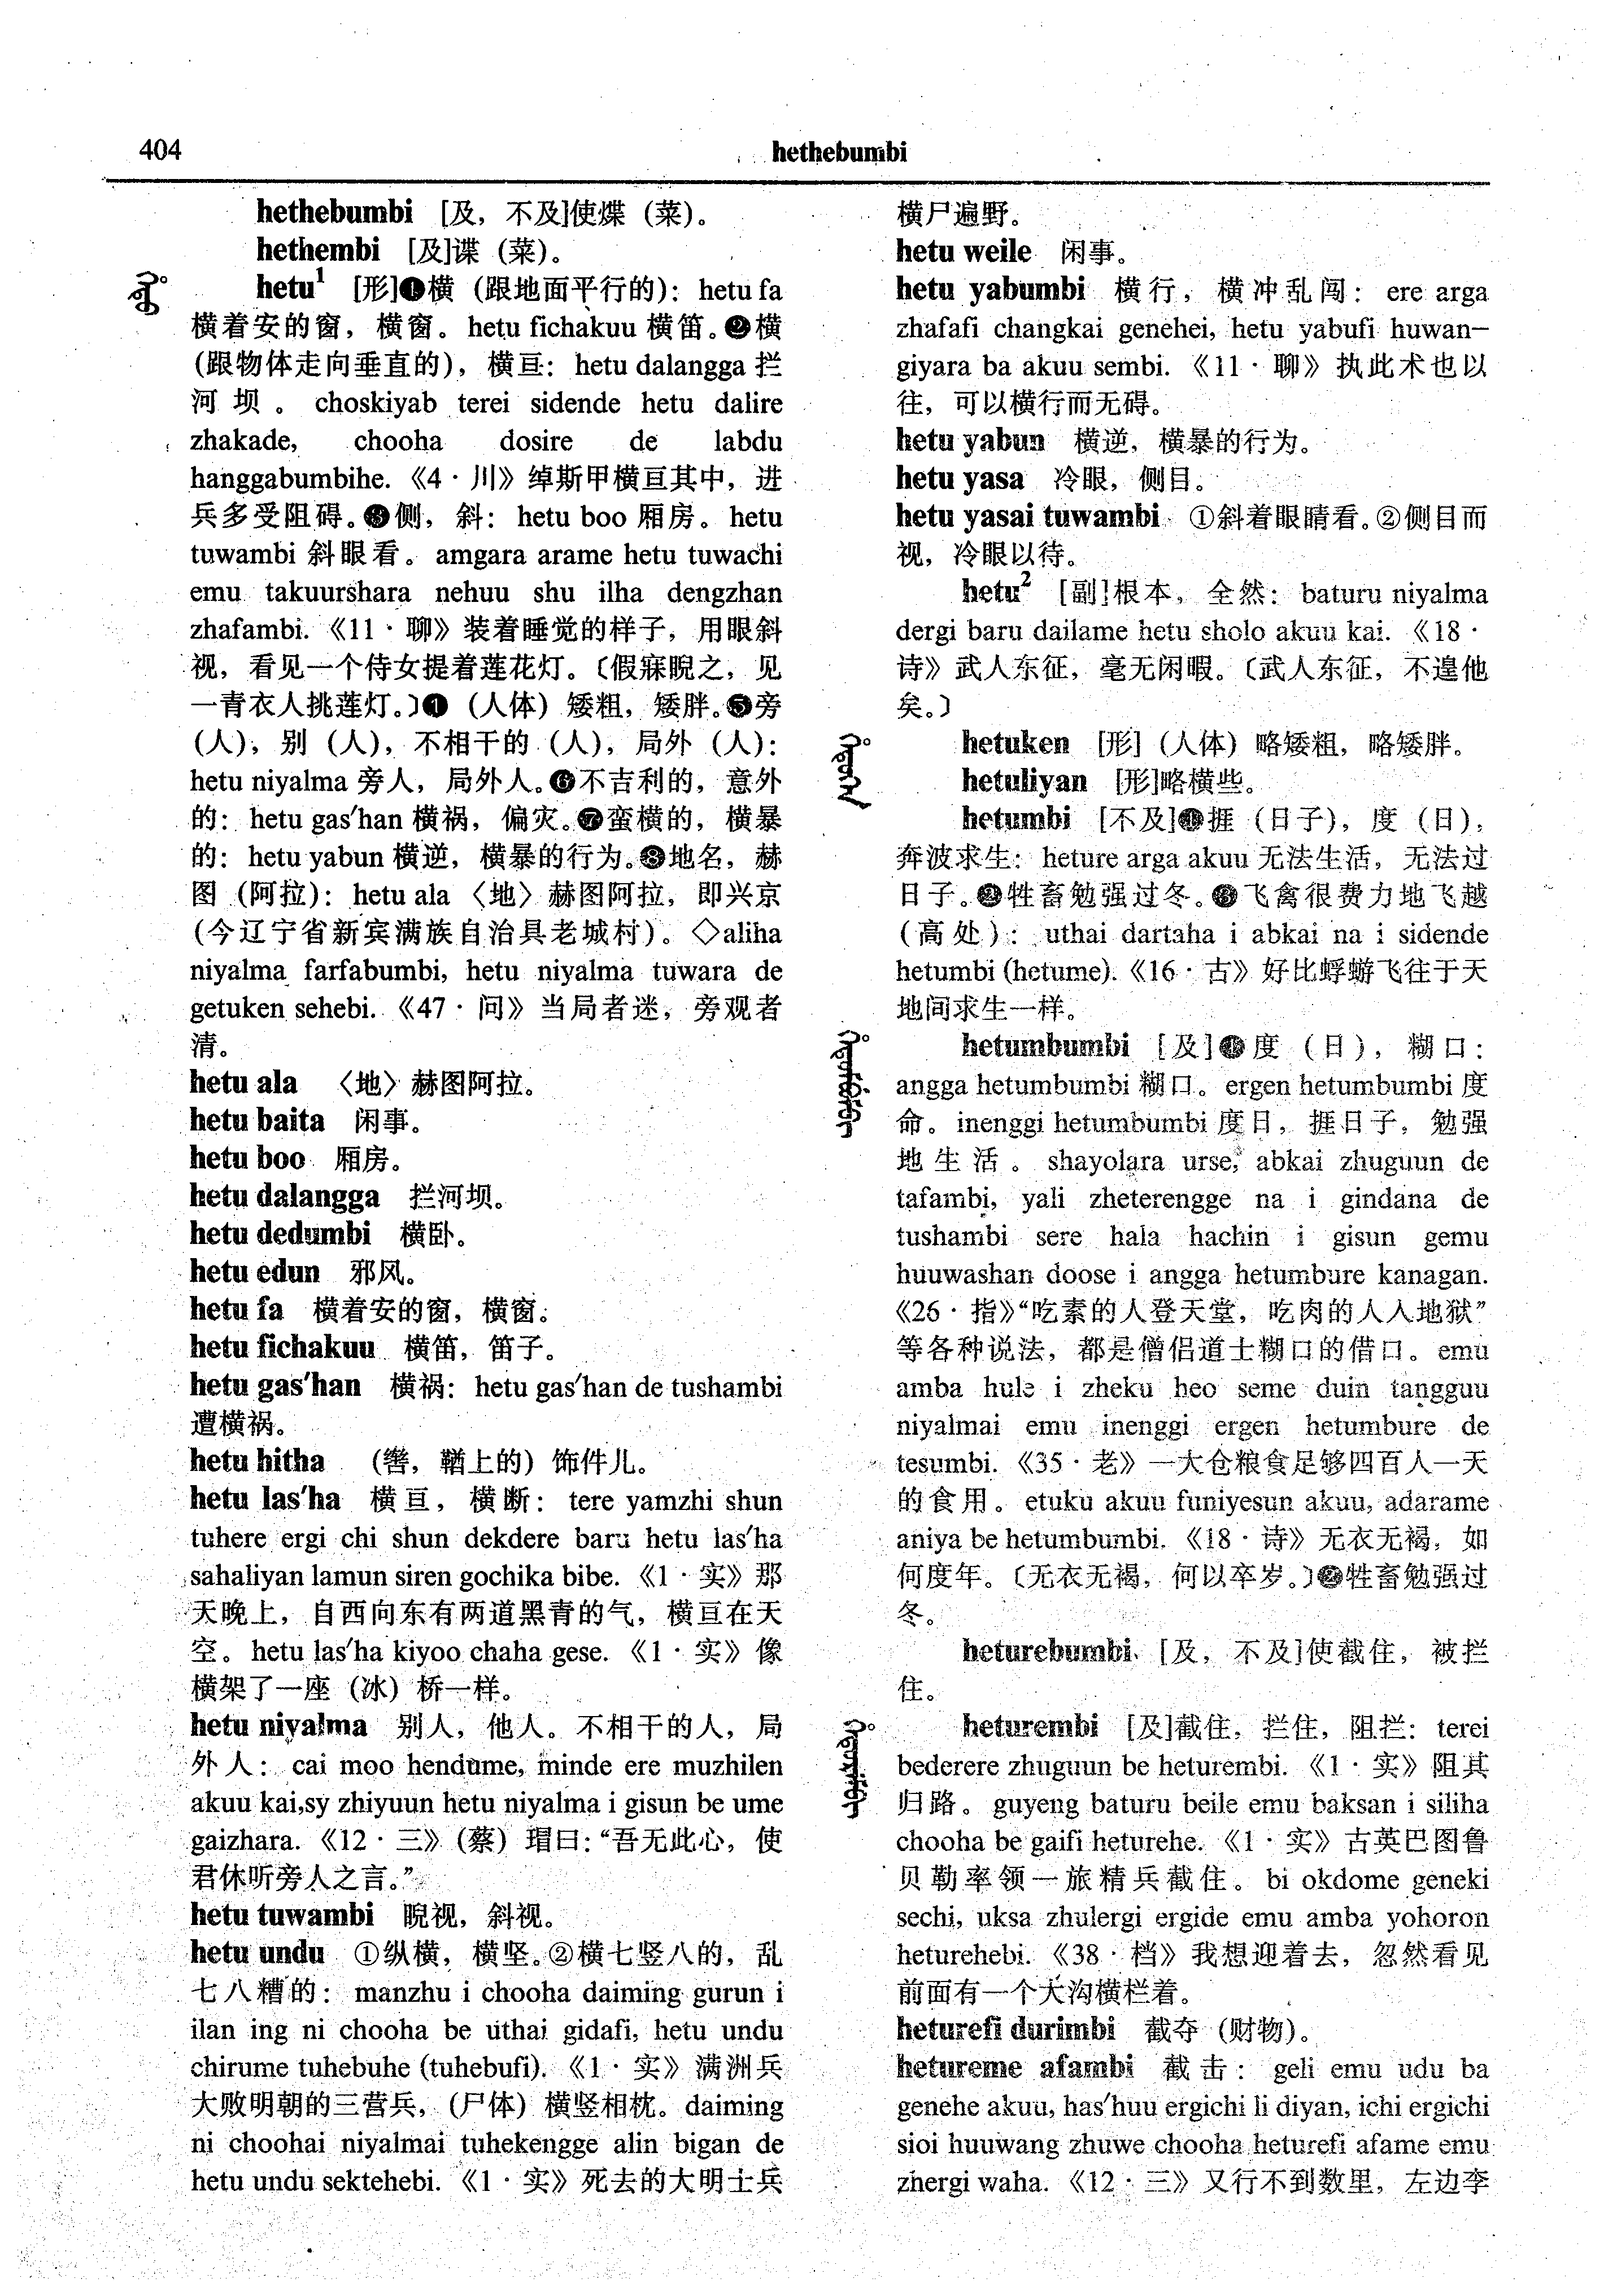 404
hethebumbi
hethebumbi [及，不及]使煠（菜）。
hethembi [及]谍（菜）。
hetu¹ [形]❶横（跟地面平行的）：hetu fa
横着安的窗，横窗。hetu fichakuu 横笛。❷横
(跟物体走向垂直的)，横亘：hetu dalangga 拦
河坝。choskiyab terei sidende hetu dalire
zhakade, chooha dosire de labdu
hanggabumbihe.《4·川》绰斯甲横亘其中，进
兵多受阻碍。❸侧，斜：hetu boo 厢房。hetu
tuwambi 斜眼看。amgara arame hetu tuwachi
emu takuurshara nehuu shu ilha dengzhan
zhafambi.《11·聊》装着睡觉的样子，用眼斜
视，看见一个侍女提着莲花灯。〔假寐睨之，见
一青衣人挑莲灯。〕❶（人体）矮粗，矮胖。❺旁
(人)；别（人），不相干的（人），局外（人）：
hetu niyalma 旁人，局外人。❻不吉利的，意外
的：hetu gas'han 横祸，偏灾。❼蛮横的，横暴
的：hetu yabun 横逆，横暴的行为。❽地名，赫
图（阿拉）：hetu ala〈地〉赫图阿拉，即兴京
(今辽宁省新宾满族自治县老城村)。◇aliha
niyalma farfabumbi, hetu niyalma tuwara de
getuken sehebi.《47·问》当局者迷，旁观者
清。
hetu ala 〈地〉赫图阿拉。
hetu baita 闲事。
hetu boo 厢房。
hetu dalangga 拦河坝。
hetu dedumbi 横卧。
hetu edun 邪风。
hetu fa 横着安的窗，横窗：
hetu fichakuu 横笛，笛子。
hetu gas'han 横祸：hetu gas'han de tushambi
遭横祸。
hetu hitha （辔，鞧上的）饰件儿。
hetu las'ha 横亘，横断：tere yamzhi shun
tuhere ergi chi shun dekdere baru hetu las'ha
sahaliyan lamun siren gochika bibe.《1·实》那
天晚上，自西向东有两道黑青的气，横亘在天
空。hetu las'ha kiyoo chaha gese.《1·实》像
横架了一座（冰）桥一样。
hetu niyalma 别人，他人。不相干的人，局
外人：cai moo hendume, minde ere muzhilen
akuu kai,sy zhiyuun hetu niyalma i gisun be ume
gaizhara.《12·三》（蔡）瑁曰：“吾无此心，使
君休听旁人之言。”
hetu tuwambi 睨视，斜视。
hetu undu ①纵横，横竖。②横七竖八的，乱
七八糟的：manzhu i chooha daiming gurun i
ilan ing ni chooha be uthai gidafi, hetu undu
chirume tuhebuhe (tuhebufi).《1·实》满洲兵
大败明朝的三营兵，（尸体）横竖相枕。daiming
ni choohai niyalmai tuhekengge alin bigan de
hetu undu sektehebi.《1·实》死去的大明士兵
横尸遍野。
hetu weile 闲事。
hetu yabumbi 横行，横冲乱闯：ere arga
zhafafi changkai genehei, hetu yabufi huwan-
giyara ba akuu sembi.《11·聊》执此术也以
往，可以横行而无碍。
hetu yabun 横逆，横暴的行为。
hetu yasa 冷眼，侧目。
hetu yasai tuwambi ①斜着眼睛看。②侧目而
视，冷眼以待。
hetu² [副]根本，全然：baturu niyalma
dergi baru dailame hetu sholo akuu kai.《18·
诗》武人东征，毫无闲暇。〔武人东征，不遑他
矣。〕
hetuken [形]（人体）略矮粗，略矮胖。
hetuliyan [形]略横些。
hetumbi [不及]❶捱（日子），度（日），
奔波求生：heture arga akuu 无法生活，无法过
日子。❷牲畜勉强过冬。❸飞禽很费力地飞越
(高处)：uthai dartaha i abkai na i sidende
hetumbi (hetume).《16·古》好比蜉蝣飞往于天
地间求生一样。
hetumbumbi [及]❶度（日），糊口：
angga hetumbumbi 糊口。ergen hetumbumbi 度
命。inenggi hetumbumbi 度日，捱日子，勉强
地生活。shayolara urse, abkai zhuguun de
tafambi, yali zheterengge na i gindana de
tushambi sere hala hachin i gisun gemu
huuwashan doose i angga hetumbure kanagan.
《26·指》“吃素的人登天堂，吃肉的人入地狱”
等各种说法，都是僧侣道士糊口的借口。emu
amba hule i zheku heo seme duin tangguu
niyalmai emu inenggi ergen hetumbure de
tesumbi.《35·老》一大仓粮食足够四百人一天
的食用。etuku akuu funiyesun akuu, adarame
aniya be hetumbumbi.《18·诗》无衣无褐，如
何度年。〔无衣无褐，何以卒岁。〕❷牲畜勉强过
冬。
heturebumbi [及，不及]使截住，被拦
住。
heturembi [及]截住，拦住，阻拦：terei
bederere zhuguun be heturembi.《1·实》阻其
归路。guyeng baturu beile emu baksan i siliha
chooha be gaifi heturehe.《1·实》古英巴图鲁
贝勒率领一旅精兵截住。bi okdome geneki
sechi, uksa zhulergi ergide emu amba yohoron
heturehebi.《38·档》我想迎着去，忽然看见
前面有一个大沟横栏着。
heturefi durimbi 截夺（财物）。
hetureme afambi 截击：geli emu udu ba
genehe akuu, has'huu ergichi li diyan, ichi ergichi
sioi huuwang zhuwe chooha heturefi afame emu
zhergi waha.《12·三》又行不到数里，左边李